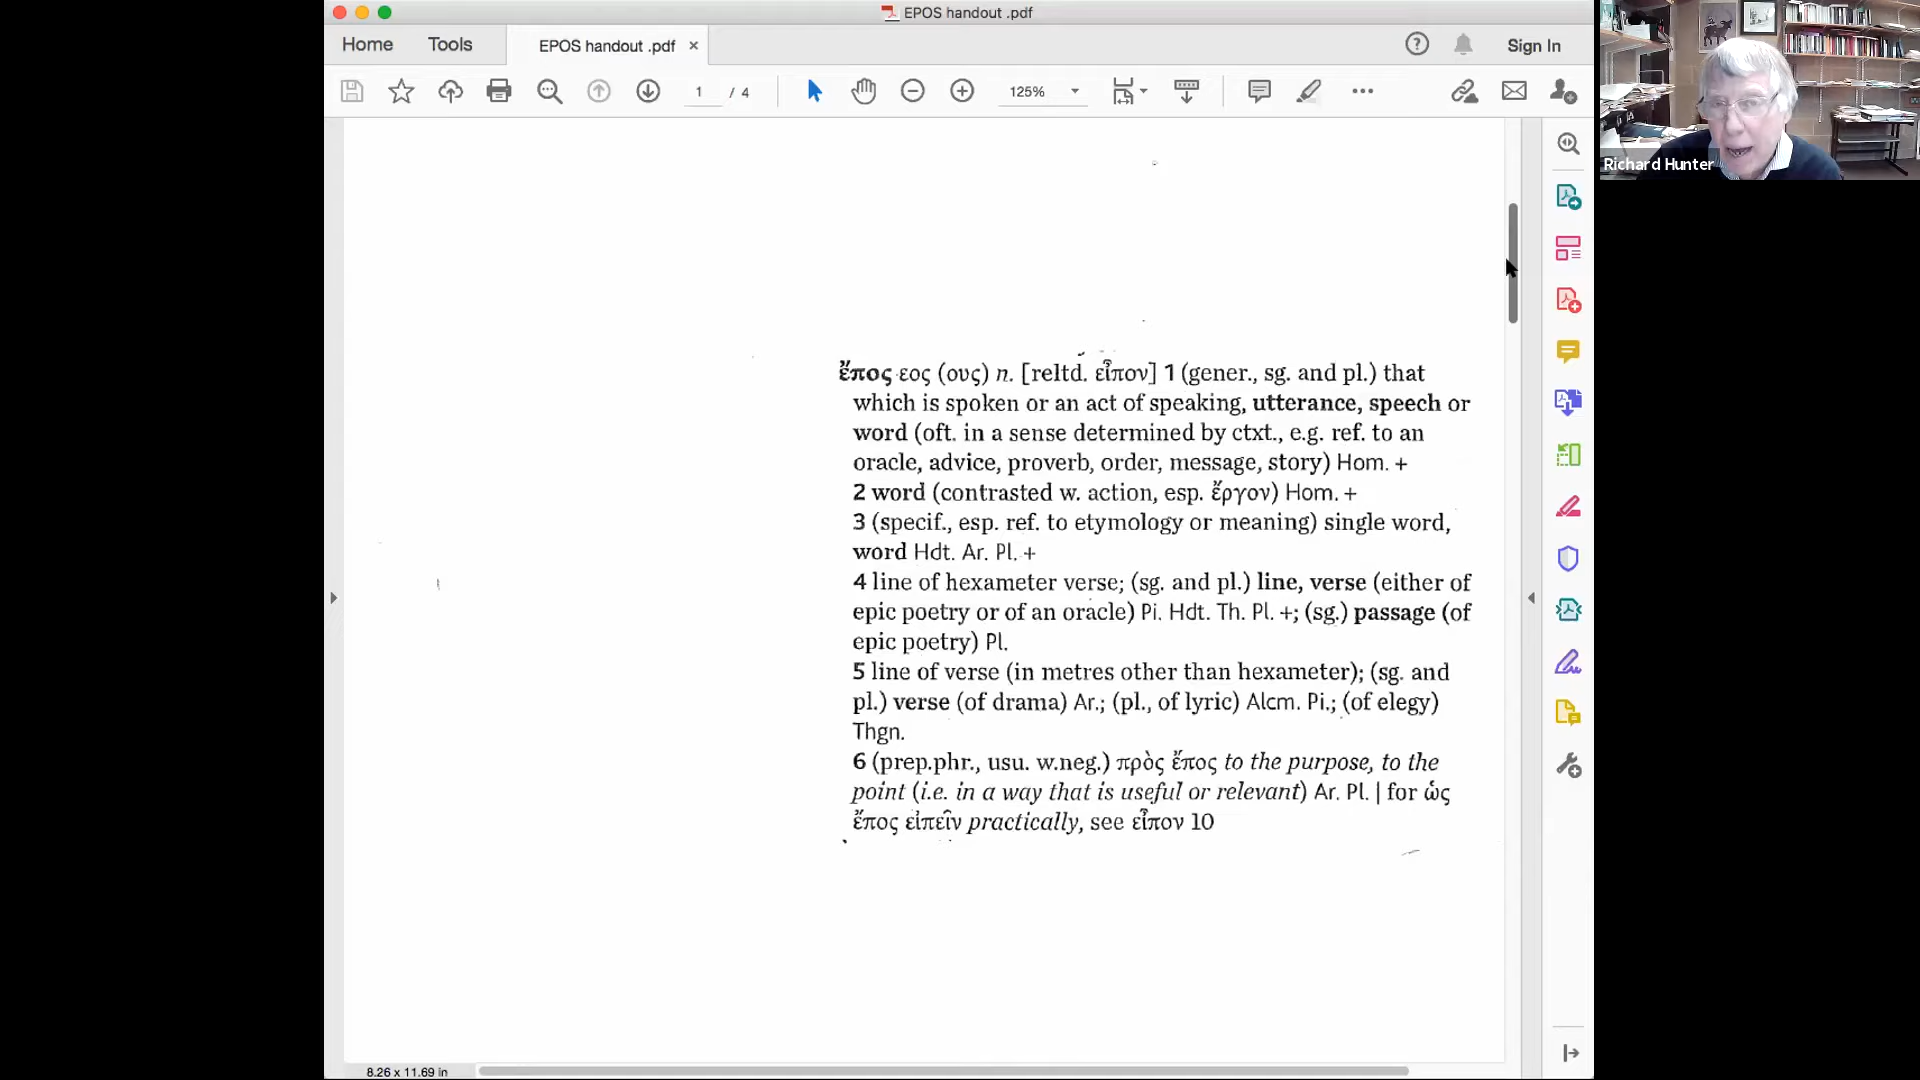 EPOS handout .pdf
Home
Tools
EPOS handout .pdf ×
Sign In
1 / 4
125%
Richard Hunter
ἔπος εος (ους) n. [reltd. εἶπον] 1 (gener., sg. and pl.) that
which is spoken or an act of speaking, utterance, speech or
word (oft. in a sense determined by ctxt., e.g. ref. to an
oracle, advice, proverb, order, message, story) Hom. +
2 word (contrasted w. action, esp. ἔργον) Hom. +
3 (specif., esp. ref. to etymology or meaning) single word,
word Hdt. Ar. Pl. +
4 line of hexameter verse; (sg. and pl.) line, verse (either of
epic poetry or of an oracle) Pi. Hdt. Th. Pl. +; (sg.) passage (of
epic poetry) Pl.
5 line of verse (in metres other than hexameter); (sg. and
pl.) verse (of drama) Ar.; (pl., of lyric) Alcm. Pi.; (of elegy)
Thgn.
6 (prep.phr., usu. w.neg.) πρὸς ἔπος to the purpose, to the
point (i.e. in a way that is useful or relevant) Ar. Pl. | for ὡς
ἔπος εἰπεῖν practically, see εἶπον 10
8.26 x 11.69 in